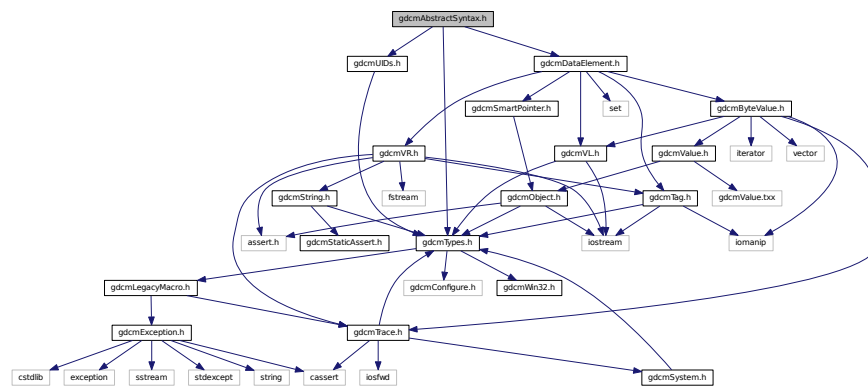 gdcmAbstractSyntax.h
gdcmUIDs.h
gdcmDataElement.h
gdcmSmartPointer.h
set
gdcmByteValue.h
gdcmVR.h
gdcmVL.h
gdcmValue.h
iterator
vector
gdcmString.h
fstream
gdcmObject.h
gdcmTag.h
gdcmValue.txx
assert.h
gdcmStaticAssert.h
gdcmTypes.h
iostream
iomanip
gdcmLegacyMacro.h
gdcmConfigure.h
gdcmWin32.h
gdcmException.h
gdcmTrace.h
cstdlib
exception
sstream
stdexcept
string
cassert
iosfwd
gdcmSystem.h